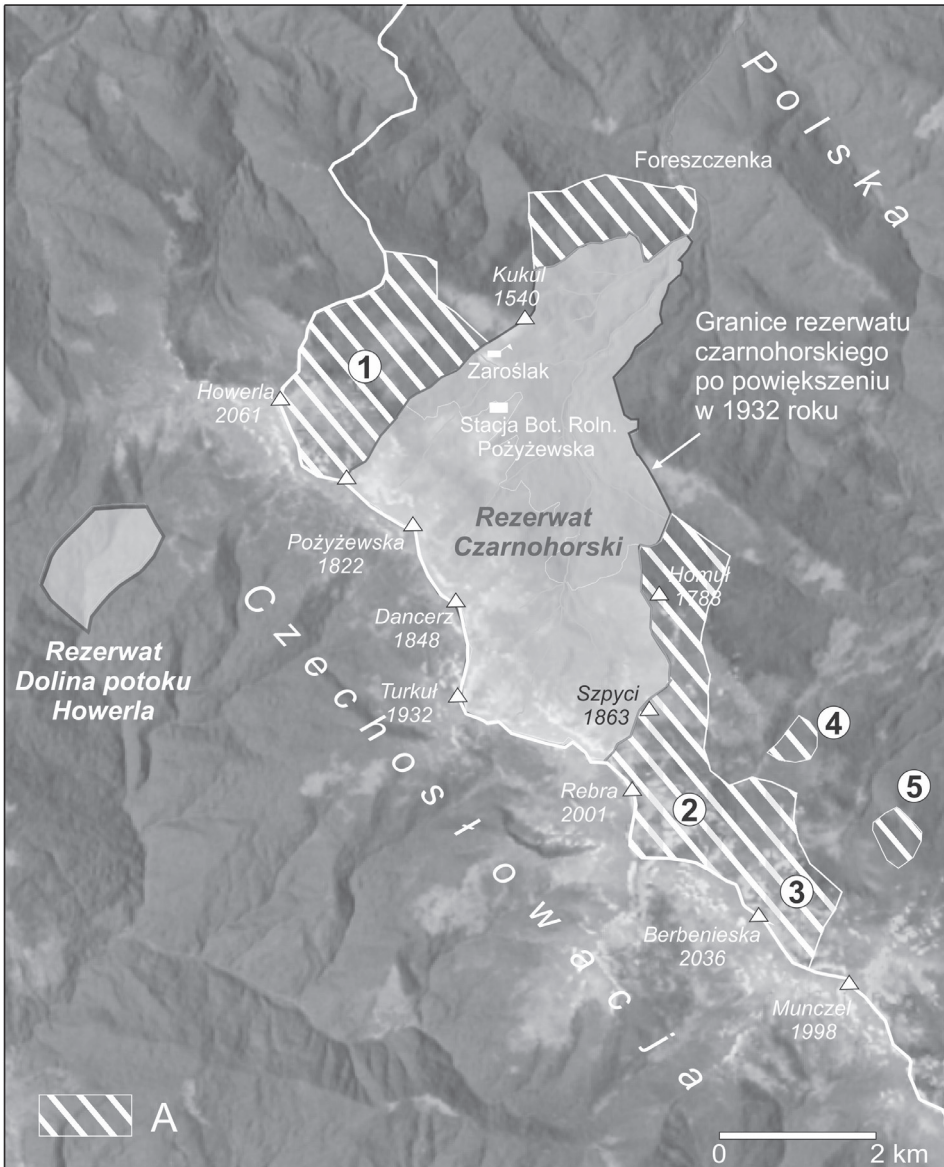 Polska
Foreszczenka
Kukul
1540
Granice rezerwatu
czarnohorskiego
po powiększeniu
w 1932 roku
1
Zaroślak
Howerla
2061
Stacja Bot. Roln.
Pożyżewska
Rezerwat
Czarnohorski
Pożyżewska
1822
Homuł
1788
Czechosłowacja
Dancerz
1848
Rezerwat
Dolina potoku
Howerla
Turkuł
1932
Szpyci
1863
4
5
Rebra
2001
2
3
Berbenieska
2036
Munczel
1998
A
0 2 km